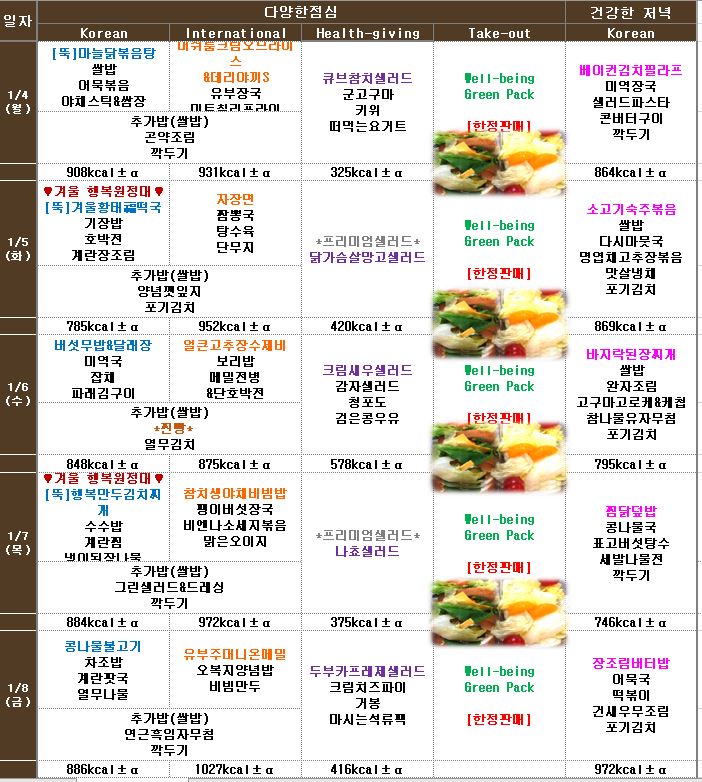 일자
다양한점심
건강한 저녁
Korean
International
Health-giving
Take-out
Korean
1/4
(월)
[뚝]마늘닭볶음탕
쌀밥
어묵볶음
야채스틱&쌈장
머쉬룸크림오므라이
스
&데리야끼S
유부장국
미트칠리프라이
추가밥(쌀밥)
곤약조림
깍두기
큐브참치샐러드
군고구마
키위
떠먹는요거트
Well-being
Green Pack
[한정판매]
베이컨김치필라프
미역장국
샐러드파스타
콘버터구이
깍두기
908kcal±α
931kcal±α
325kcal±α
864kcal±α
1/5
(화)
♥겨울 행복원정대♥
[뚝]겨울황태福떡국
기장밥
호박전
계란장조림
자장면
짬뽕국
탕수육
단무지
추가밥(쌀밥)
양념깻잎지
포기김치
*프리미엄샐러드*
닭가슴살망고샐러드
Well-being
Green Pack
[한정판매]
소고기숙주볶음
쌀밥
다시마뭇국
명엽채고추장볶음
맛살냉채
포기김치
785kcal±α
952kcal±α
420kcal±α
869kcal±α
1/6
(수)
버섯무밥&달래장
미역국
잡채
파래김구이
얼큰고추장수제비
보리밥
메밀전병
&단호박전
추가밥(쌀밥)
*찐빵*
열무김치
크림새우샐러드
감자샐러드
청포도
검은콩우유
Well-being
Green Pack
[한정판매]
바지락된장찌개
쌀밥
완자조림
고구마고로케&케첩
참나물유자무침
포기김치
848kcal±α
875kcal±α
578kcal±α
795kcal±α
1/7
(목)
♥겨울 행복원정대♥
[뚝]행복만두김치찌
개
수수밥
계란찜
냉이된장나물
참치생야채비빔밥
팽이버섯장국
비엔나소세지볶음
맑은오이지
추가밥(쌀밥)
그린샐러드&드레싱
깍두기
*프리미엄샐러드*
나쵸샐러드
Well-being
Green Pack
[한정판매]
찜닭덮밥
콩나물국
표고버섯탕수
세발나물전
깍두기
884kcal±α
972kcal±α
375kcal±α
746kcal±α
1/8
(금)
콩나물불고기
차조밥
계란팟국
열무나물
유부주머니온메밀
오복지양념밥
비빔만두
추가밥(쌀밥)
연근흑임자무침
깍두기
두부카프레제샐러드
크림치즈파이
거봉
마시는석류팩
Well-being
Green Pack
[한정판매]
장조림버터밥
어묵국
떡볶이
건새우무조림
포기김치
886kcal±α
1027kcal±α
416kcal±α
972kcal±α